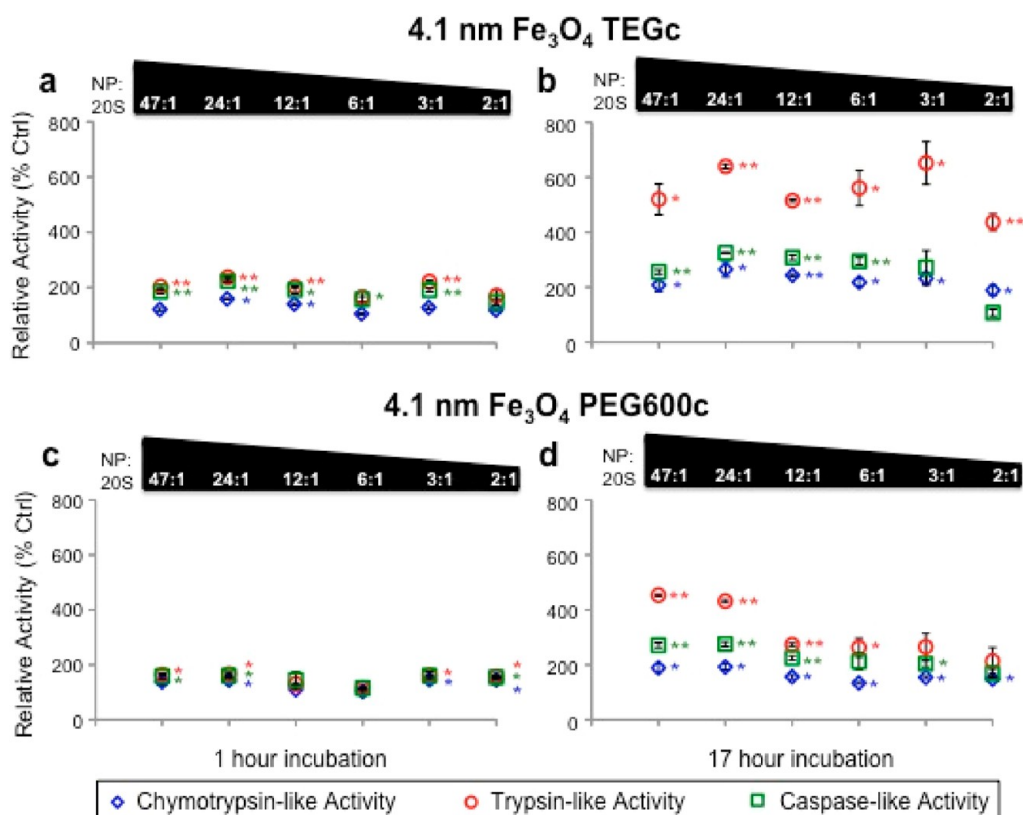 4.1 nm Fe₃O₄ TEGc
a
NP:
20S
47:1 24:1 12:1 6:1 3:1 2:1
b
NP:
20S
47:1 24:1 12:1 6:1 3:1 2:1
Relative Activity (% Ctrl)
800
600
400
200
0
** ** ** ** * ** * * * ** **
800
600
400
200
0
* ** * ** ** * ** ** ** * ** * * * ** *
4.1 nm Fe₃O₄ PEG600c
c
NP:
20S
47:1 24:1 12:1 6:1 3:1 2:1
d
NP:
20S
47:1 24:1 12:1 6:1 3:1 2:1
Relative Activity (% Ctrl)
800
600
400
200
0
* * * * * * * * * *
800
600
400
200
0
** ** * ** ** * ** ** * * * * * *
1 hour incubation
17 hour incubation
Chymotrypsin-like Activity Trypsin-like Activity Caspase-like Activity